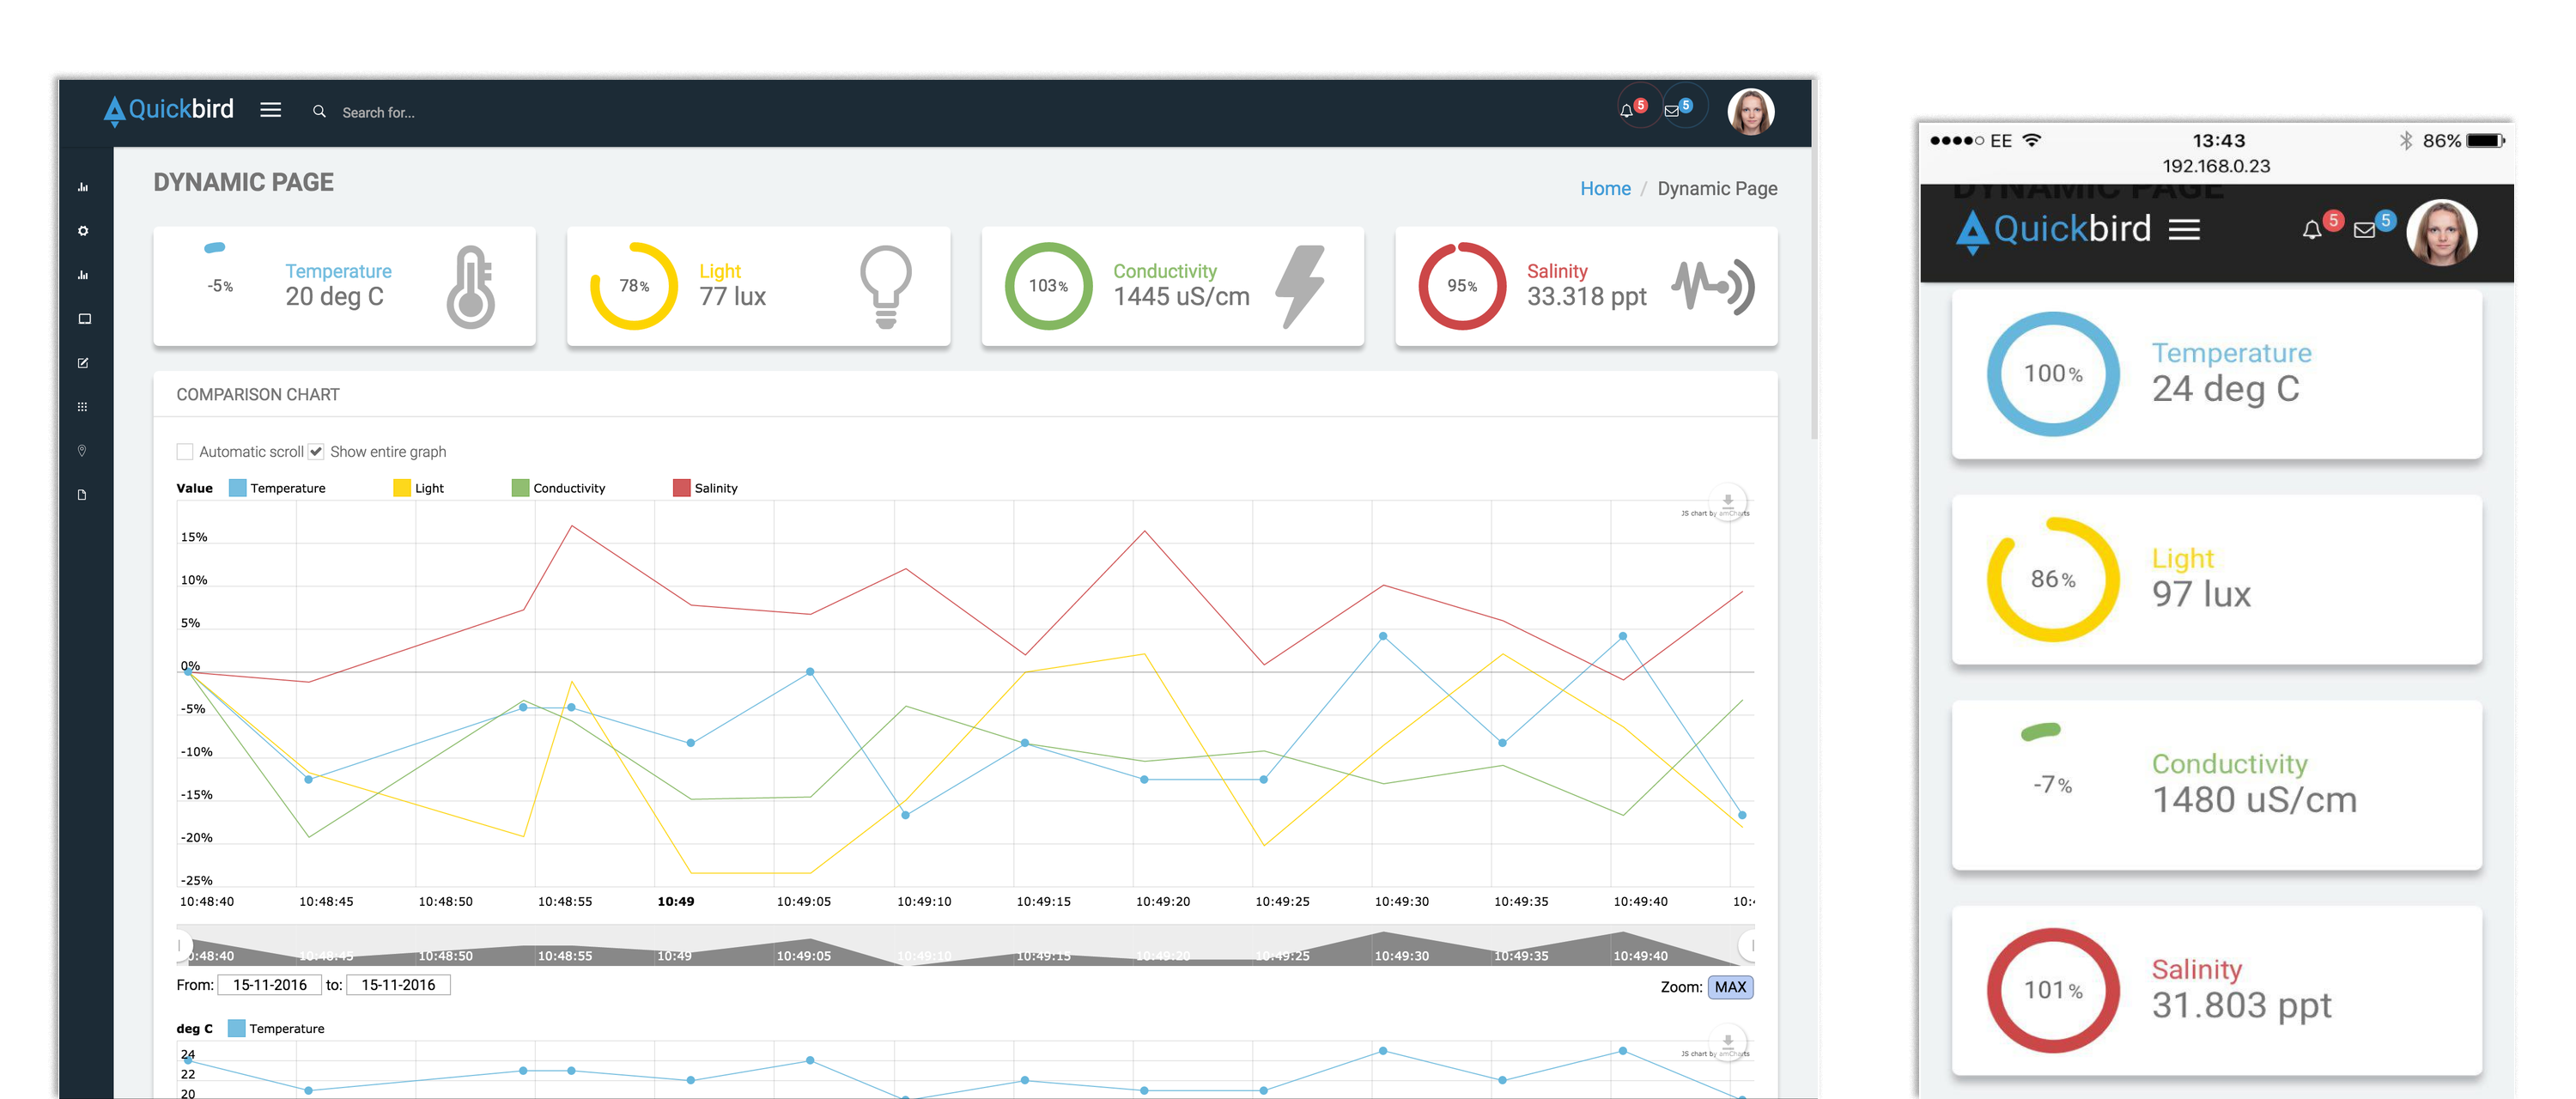 Quickbird
Search for...
5
5
DYNAMIC PAGE
Home / Dynamic Page
-5%
Temperature
20 deg C
78%
Light
77 lux
103%
Conductivity
1445 uS/cm
95%
Salinity
33.318 ppt
COMPARISON CHART
Automatic scroll Show entire graph
Value Temperature Light Conductivity Salinity
JS chart by amCharts
15%
10%
5%
0%
-5%
-10%
-15%
-20%
-25%
10:48:40 10:48:45 10:48:50 10:48:55 10:49 10:49:05 10:49:10 10:49:15 10:49:20 10:49:25 10:49:30 10:49:35 10:49:40 10:4
:48:40 10:48:45 10:48:50 10:48:55 10:49 10:49:05 10:49:10 10:49:15 10:49:20 10:49:25 10:49:30 10:49:35 10:49:40
From: 15-11-2016 to: 15-11-2016
Zoom: MAX
deg C Temperature
JS chart by amCharts
24
22
20
EE 13:43 86%
192.168.0.23
DYNAMIC PAGE
Quickbird
5
5
100%
Temperature
24 deg C
86%
Light
97 lux
-7%
Conductivity
1480 uS/cm
101%
Salinity
31.803 ppt